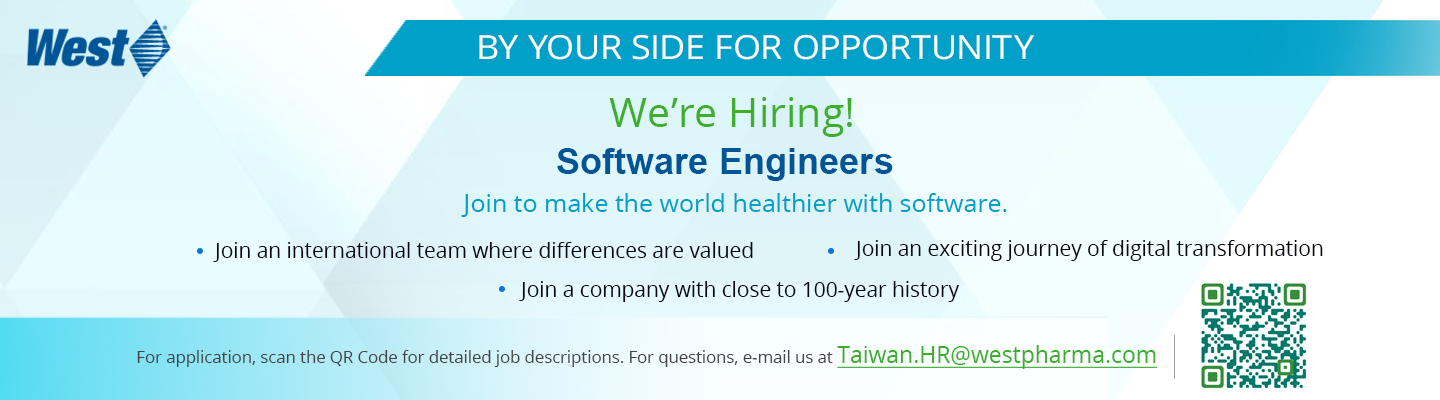 West
BY YOUR SIDE FOR OPPORTUNITY
We’re Hiring!
Software Engineers
Join to make the world healthier with software.
• Join an international team where differences are valued
• Join an exciting journey of digital transformation
• Join a company with close to 100-year history
For application, scan the QR Code for detailed job descriptions. For questions, e-mail us at Taiwan.HR@westpharma.com